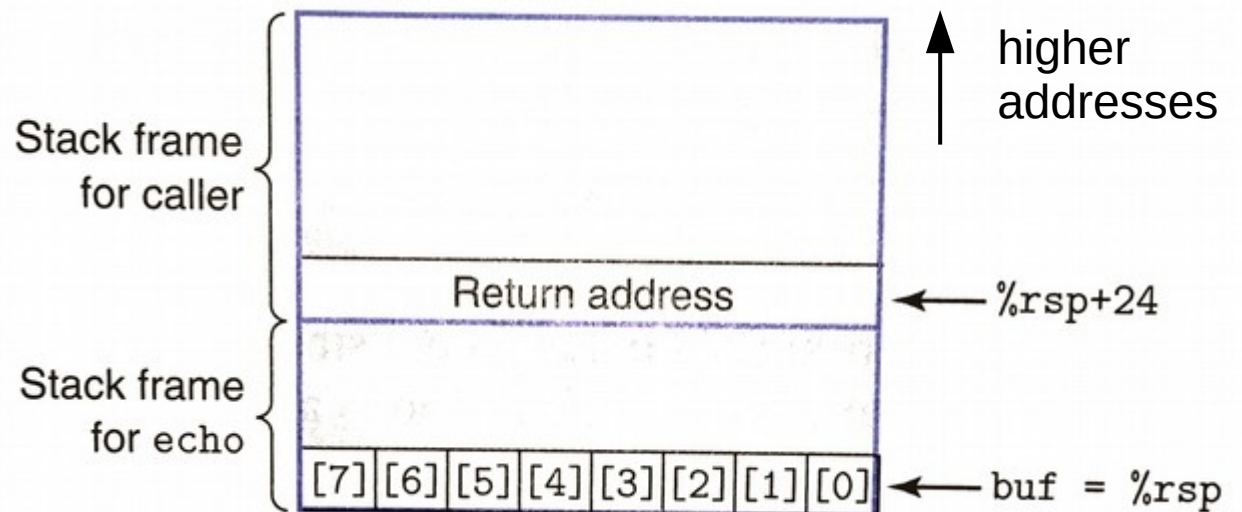 higher
addresses
Stack frame
for caller
Return address
%rsp+24
Stack frame
for echo
[7] [6] [5] [4] [3] [2] [1] [0]
buf = %rsp